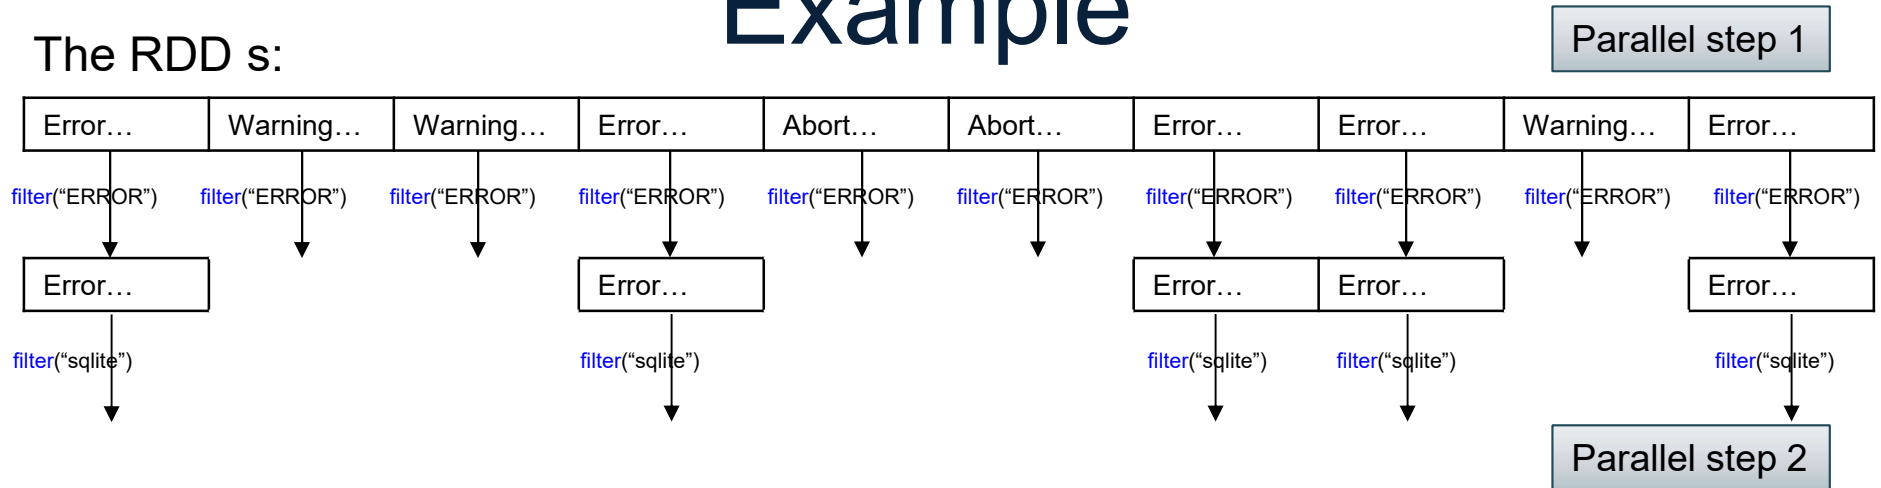 Example
The RDD s:
Parallel step 1
Error… Warning… Warning… Error… Abort… Abort… Error… Error… Warning… Error…
filter(“ERROR”) filter(“ERROR”) filter(“ERROR”) filter(“ERROR”) filter(“ERROR”) filter(“ERROR”) filter(“ERROR”) filter(“ERROR”) filter(“ERROR”) filter(“ERROR”)
Error… Error… Error… Error… Error…
filter(“sqlite”) filter(“sqlite”) filter(“sqlite”) filter(“sqlite”) filter(“sqlite”)
Parallel step 2